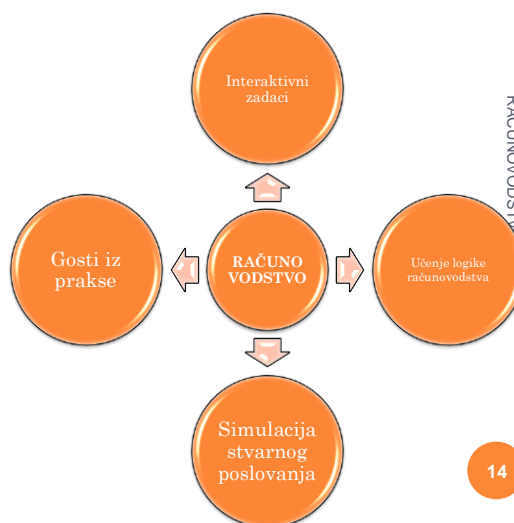 Interaktivni
zadaci
Gosti iz
prakse
RAČUNO
VODSTVO
Učenje logike
računovodstva
Simulacija
stvarnog
poslovanja
14